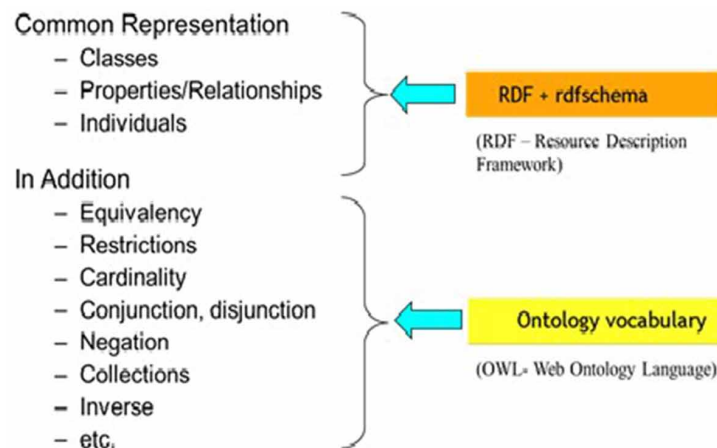 Common Representation
– Classes
– Properties/Relationships
– Individuals
RDF + rdfschema
(RDF – Resource Description
Framework)
In Addition
– Equivalency
– Restrictions
– Cardinality
– Conjunction, disjunction
– Negation
– Collections
– Inverse
– etc.
Ontology vocabulary
(OWL= Web Ontology Language)